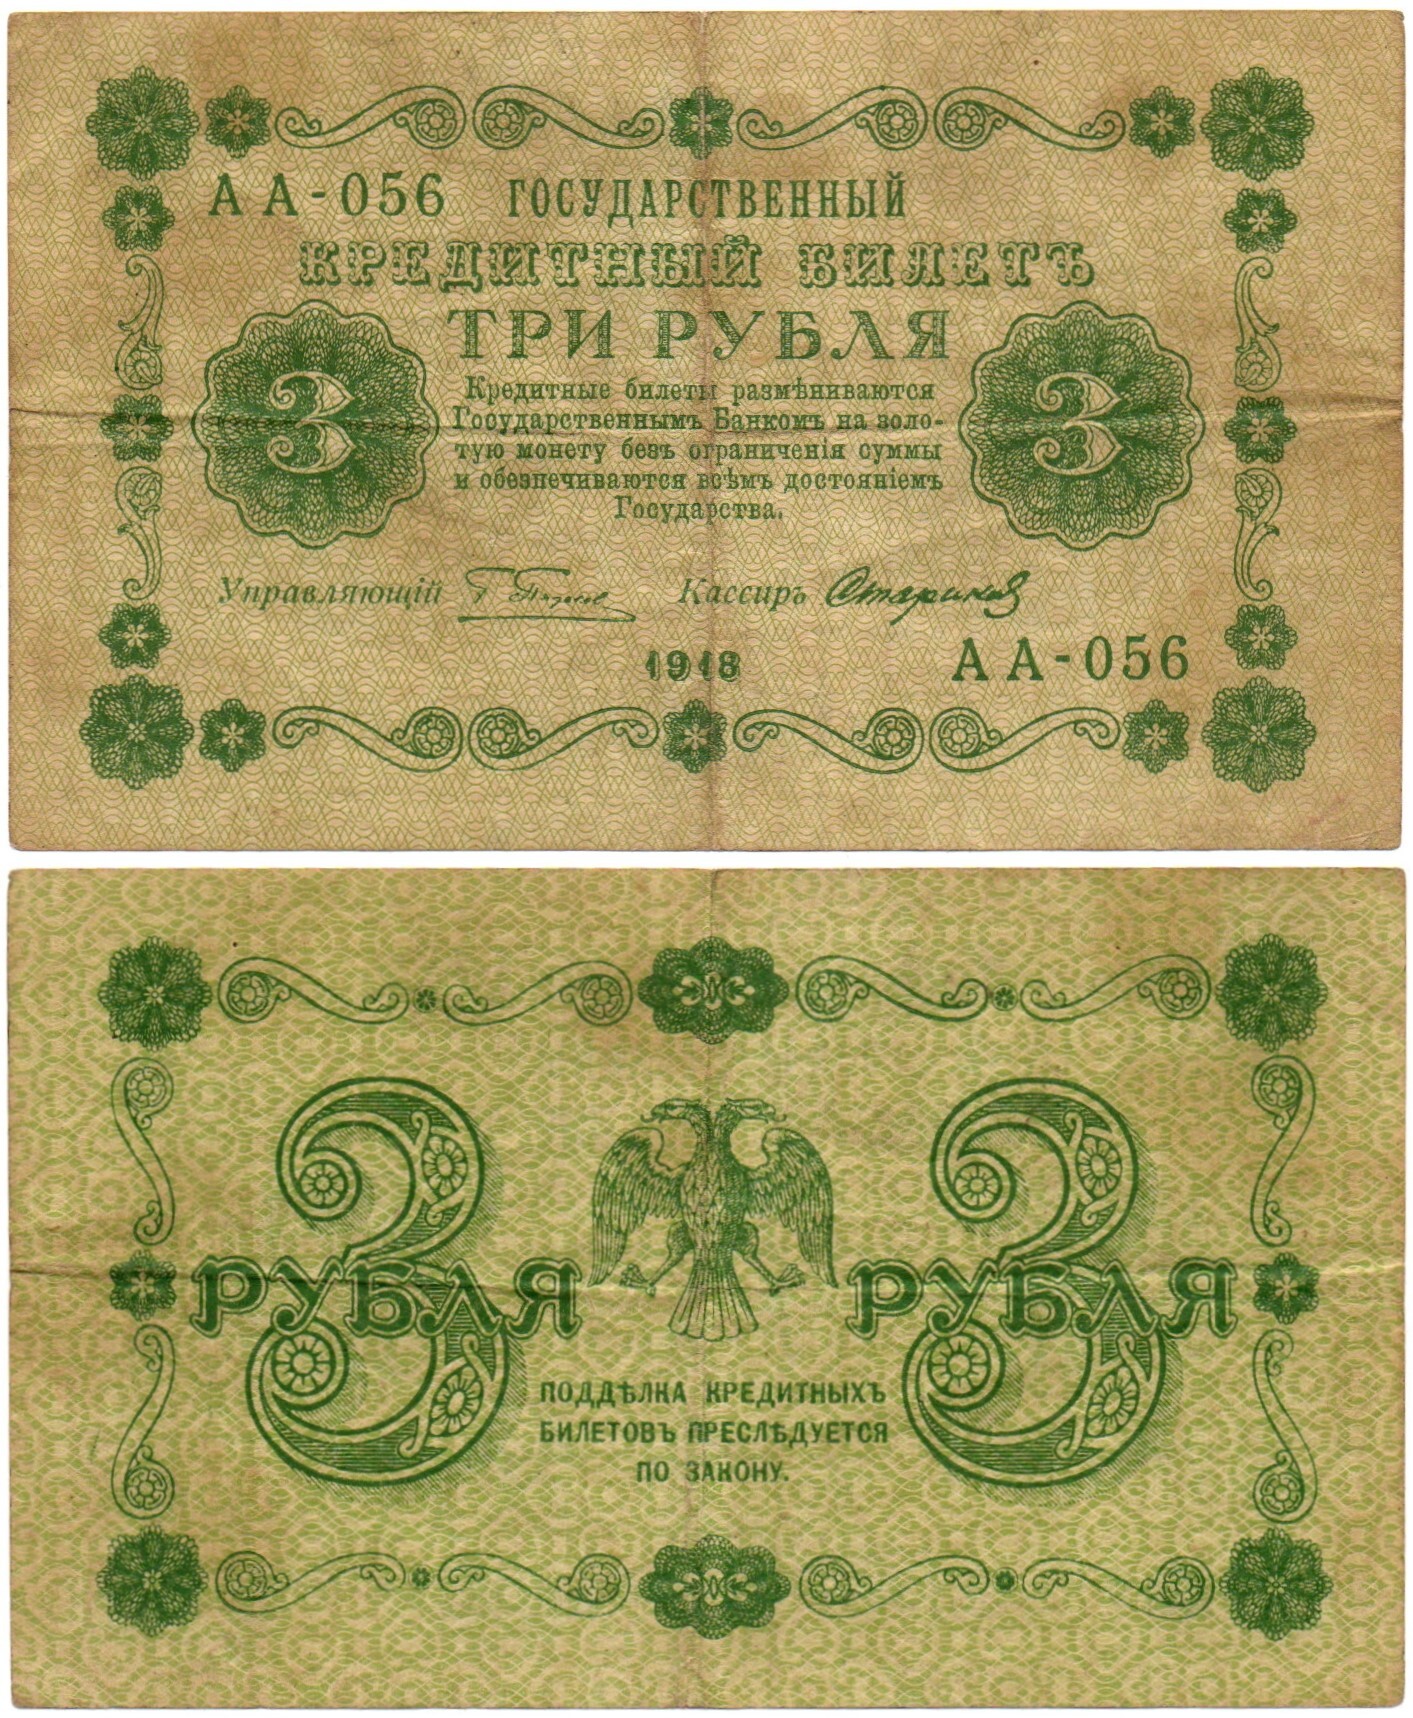 АА-056 ГОСУДАРСТВЕННЫЙ
КРЕДИТНЫЙ БИЛЕТЪ
ТРИ РУБЛЯ
3 3
Кредитные билеты размѣниваются
Государственнымъ Банкомъ на золо-
тую монету безъ ограниченія суммы
и обезпечиваются всѣмъ достояніемъ
Государства.
Управляющій Г. Пятаков Кассиръ Стариков
1918
АА-056
3 3
РУБЛЯ РУБЛЯ
ПОДДѢЛКА КРЕДИТНЫХЪ
БИЛЕТОВЪ ПРЕСЛѢДУЕТСЯ
ПО ЗАКОНУ.